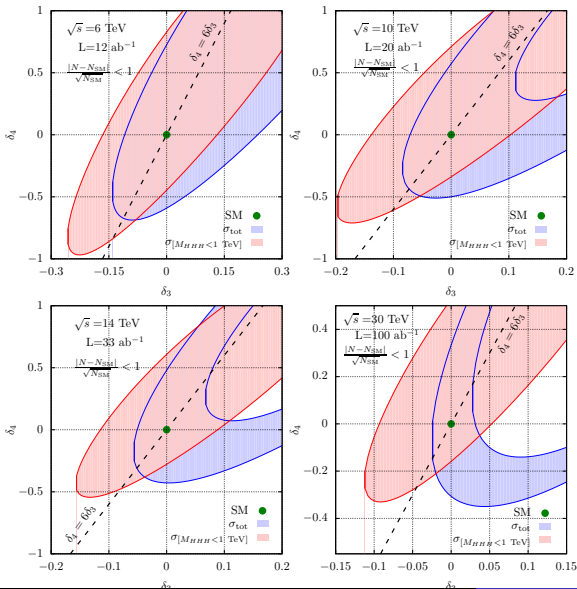 √s =6 TeV
L=12 ab⁻¹
|N−N_SM|/√N_SM < 1
δ₄ = 6δ₃
SM
σ_tot
σ_[M_HHH<1 TeV]
1
0.5
0
−0.5
−1
δ₄
−0.3 −0.15 0 0.15 0.3
δ₃
√s =10 TeV
L=20 ab⁻¹
|N−N_SM|/√N_SM < 1
δ₄ = 6δ₃
SM
σ_tot
σ_[M_HHH<1 TeV]
1
0.5
0
−0.5
−1
δ₄
−0.2 −0.1 0 0.1 0.2
δ₃
√s =14 TeV
L=33 ab⁻¹
|N−N_SM|/√N_SM < 1
δ₄ = 6δ₃
SM
σ_tot
σ_[M_HHH<1 TeV]
1
0.5
0
−0.5
−1
δ₄
−0.2 −0.1 0 0.1 0.2
δ₃
√s =30 TeV
L=100 ab⁻¹
|N−N_SM|/√N_SM < 1
δ₄ = 6δ₃
SM
σ_tot
σ_[M_HHH<1 TeV]
0.4
0.2
0
−0.2
−0.4
δ₄
−0.15 −0.1 −0.05 0 0.05 0.1 0.15
δ₃